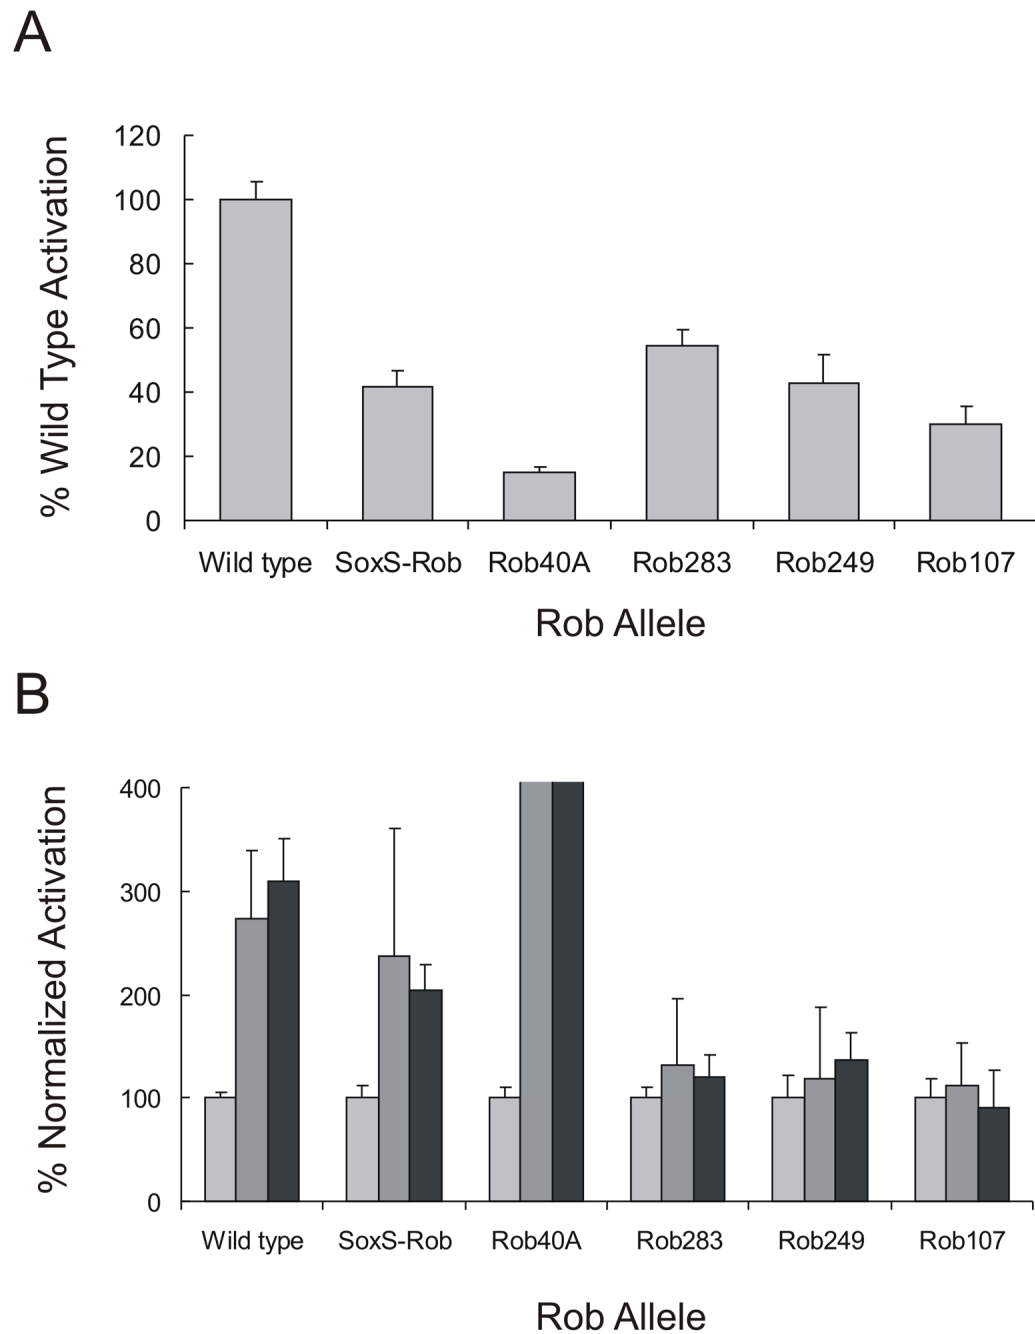 A
% Wild Type Activation
120
100
80
60
40
20
0
Wild type SoxS-Rob Rob40A Rob283 Rob249 Rob107
Rob Allele
B
% Normalized Activation
400
300
200
100
0
Wild type SoxS-Rob Rob40A Rob283 Rob249 Rob107
Rob Allele